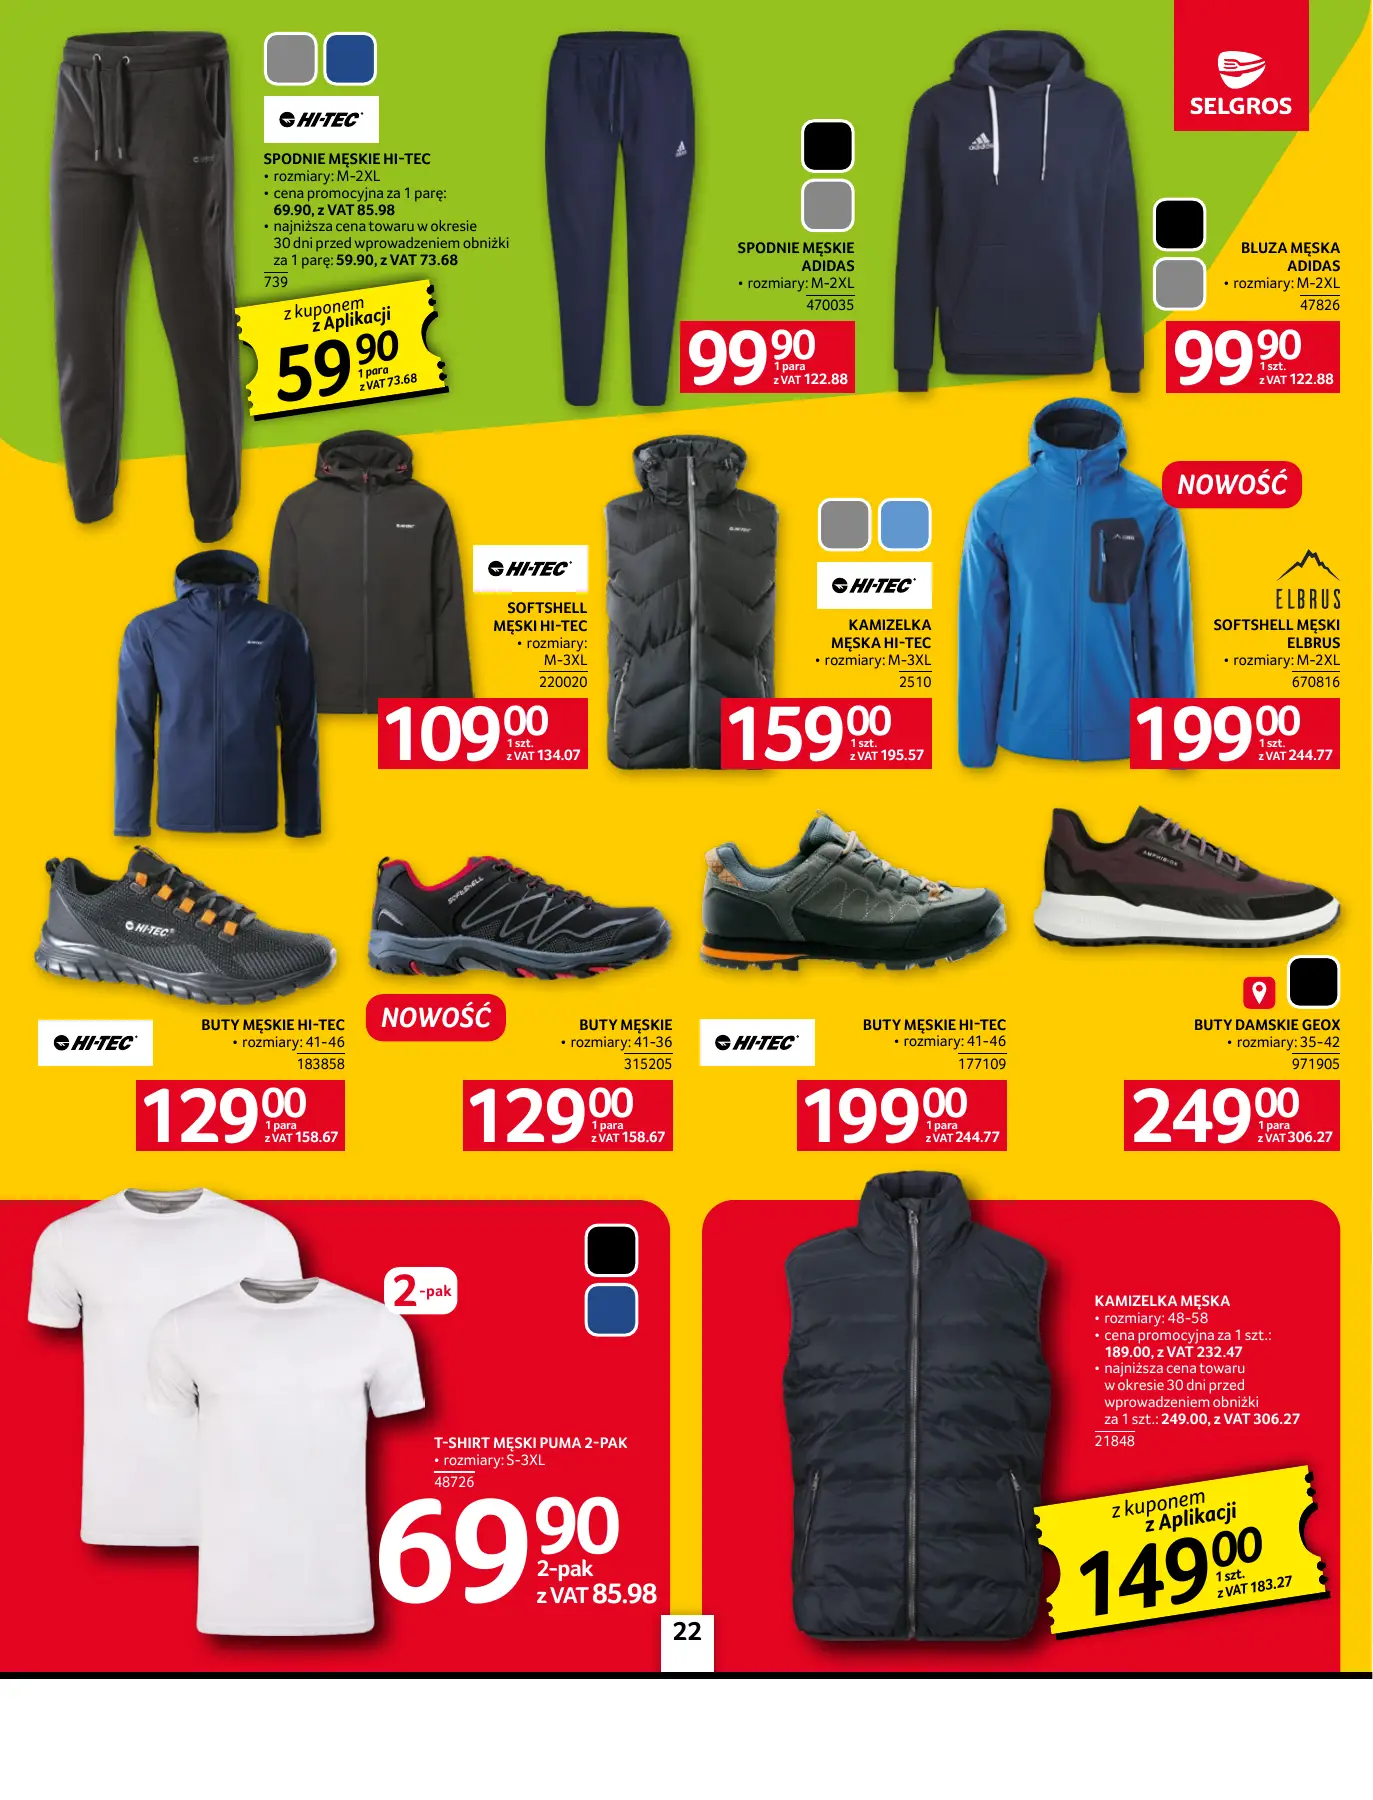 SELGROS
HI-TEC
SPODNIE MĘSKIE HI-TEC
• rozmiary: M-2XL
• cena promocyjna za 1 parę:
69.90, z VAT 85.98
• najniższa cena towaru w okresie
30 dni przed wprowadzeniem obniżki
za 1 parę: 59.90, z VAT 73.68
739
z kuponem
z Aplikacji
59 90
1 para
z VAT 73.68
adidas
SPODNIE MĘSKIE
ADIDAS
• rozmiary: M-2XL
470035
99 90
1 para
z VAT 122.88
adidas
BLUZA MĘSKA
ADIDAS
• rozmiary: M-2XL
47826
99 90
1 szt.
z VAT 122.88
HI-TEC
SOFTSHELL
MĘSKI HI-TEC
• rozmiary:
M-3XL
220020
109 00
1 szt.
z VAT 134.07
HI-TEC
KAMIZELKA
MĘSKA HI-TEC
• rozmiary: M-3XL
2510
159 00
1 szt.
z VAT 195.57
NOWOŚĆ
ELBRUS
SOFTSHELL MĘSKI
ELBRUS
• rozmiary: M-2XL
670816
199 00
1 szt.
z VAT 244.77
HI-TEC
HI-TEC
BUTY MĘSKIE HI-TEC
• rozmiary: 41-46
183858
129 00
1 para
z VAT 158.67
SOFTSHELL
NOWOŚĆ
BUTY MĘSKIE
• rozmiary: 41-36
315205
129 00
1 para
z VAT 158.67
HI-TEC
BUTY MĘSKIE HI-TEC
• rozmiary: 41-46
177109
199 00
1 para
z VAT 244.77
AMPHIBIOX
BUTY DAMSKIE GEOX
• rozmiary: 35-42
971905
249 00
1 para
z VAT 306.27
2-pak
T-SHIRT MĘSKI PUMA 2-PAK
• rozmiary: S-3XL
48726
69 90
2-pak
z VAT 85.98
KAMIZELKA MĘSKA
• rozmiary: 48-58
• cena promocyjna za 1 szt.:
189.00, z VAT 232.47
• najniższa cena towaru
w okresie 30 dni przed
wprowadzeniem obniżki
za 1 szt.: 249.00, z VAT 306.27
21848
z kuponem
z Aplikacji
149 00
1 szt.
z VAT 183.27
22